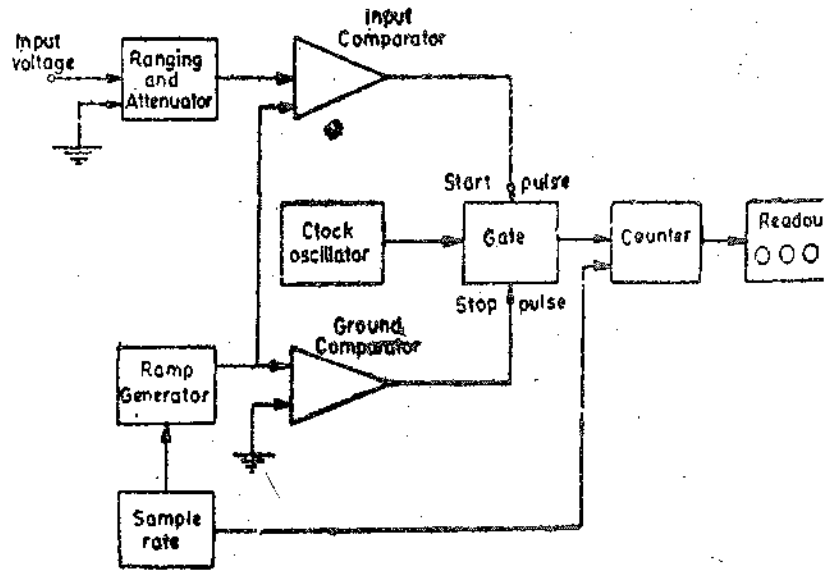 Input
voltage
Ranging
and
Attenuator
Input
Comparator
Start pulse
Clock
oscillator
Gate
Counter
Readou
Stop pulse
Ground
Comparator
Ramp
Generator
Sample
rate